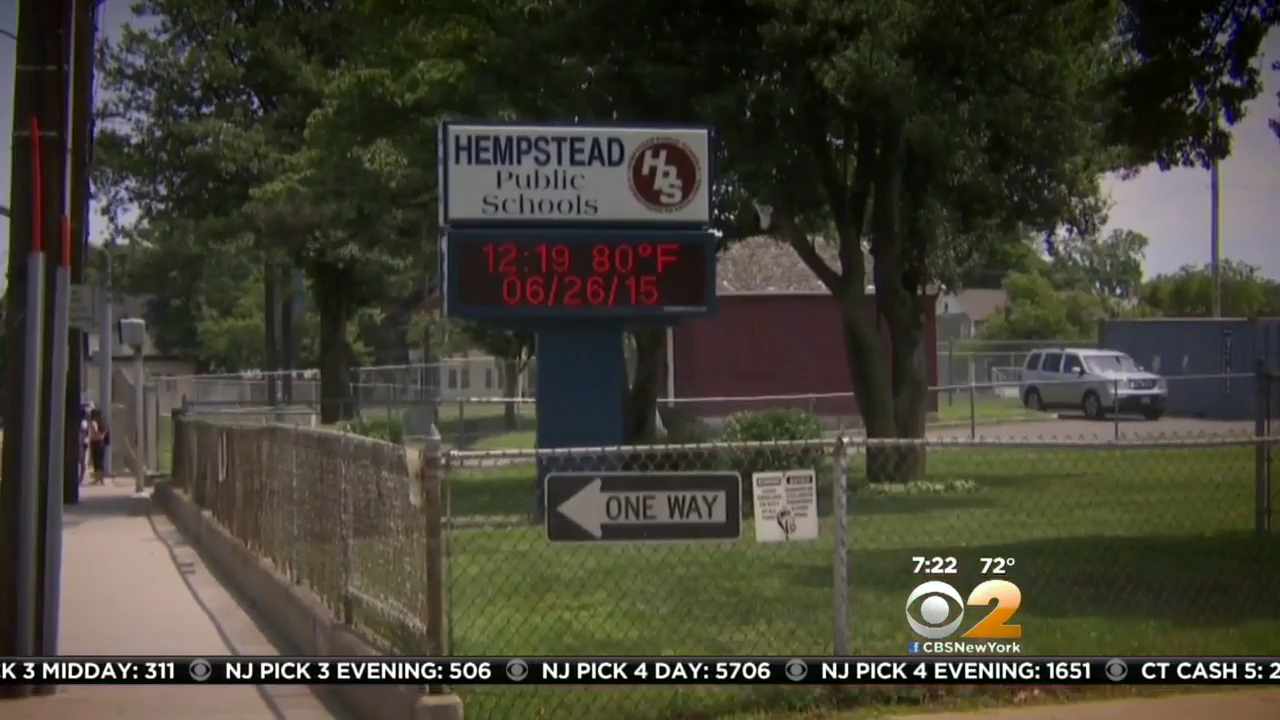 HEMPSTEAD
Public
Schools
HPS
12:19 80°F
06/26/15
ONE WAY
7:22 72°
2
f CBSNewYork
K 3 MIDDAY: 311 NJ PICK 3 EVENING: 506 NJ PICK 4 DAY: 5706 NJ PICK 4 EVENING: 1651 CT CASH 5: 2